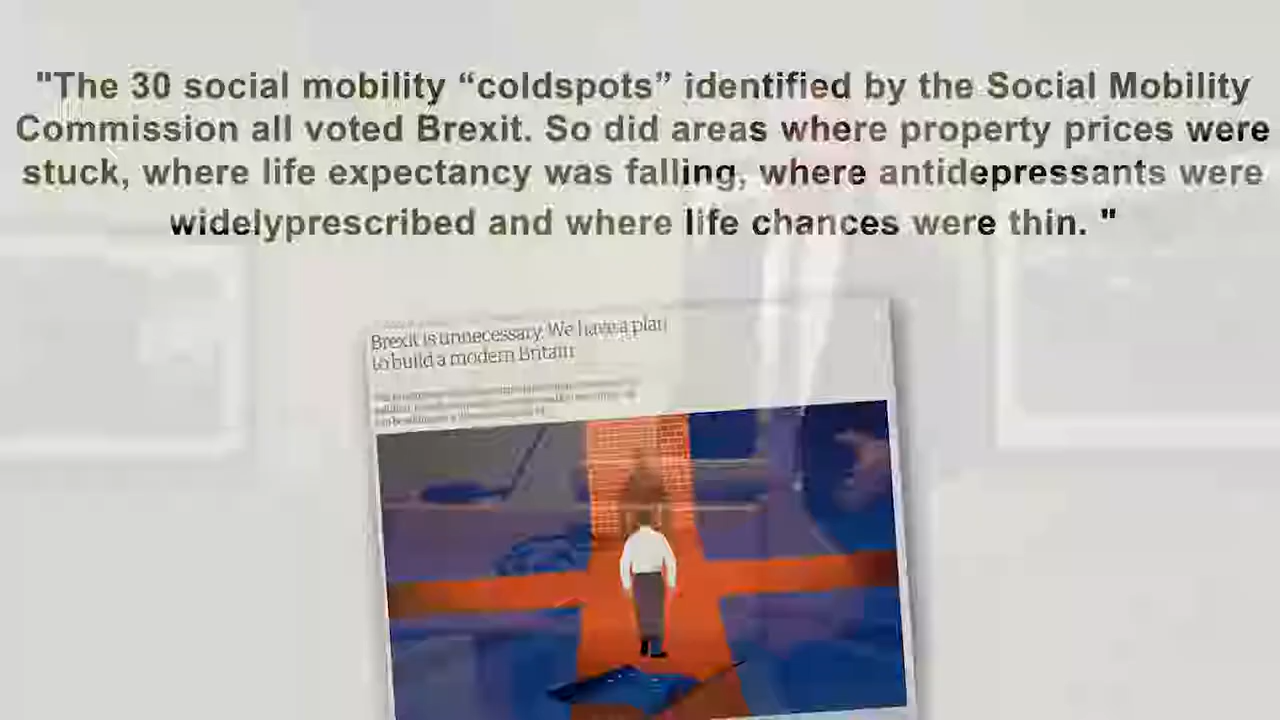 "The 30 social mobility “coldspots” identified by the Social Mobility
Commission all voted Brexit. So did areas where property prices were
stuck, where life expectancy was falling, where antidepressants were
widelyprescribed and where life chances were thin. "
Brexit is unnecessary. We have a plan
to build a modern Britain